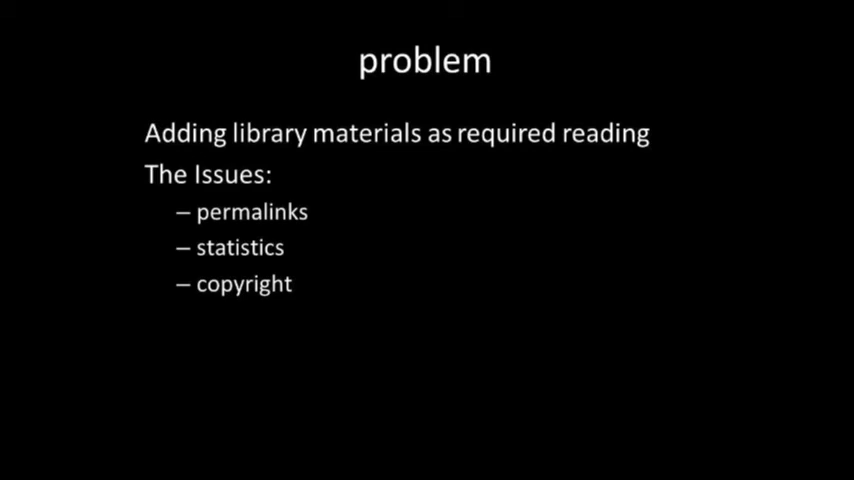 problem
Adding library materials as required reading
The Issues:
– permalinks
– statistics
– copyright